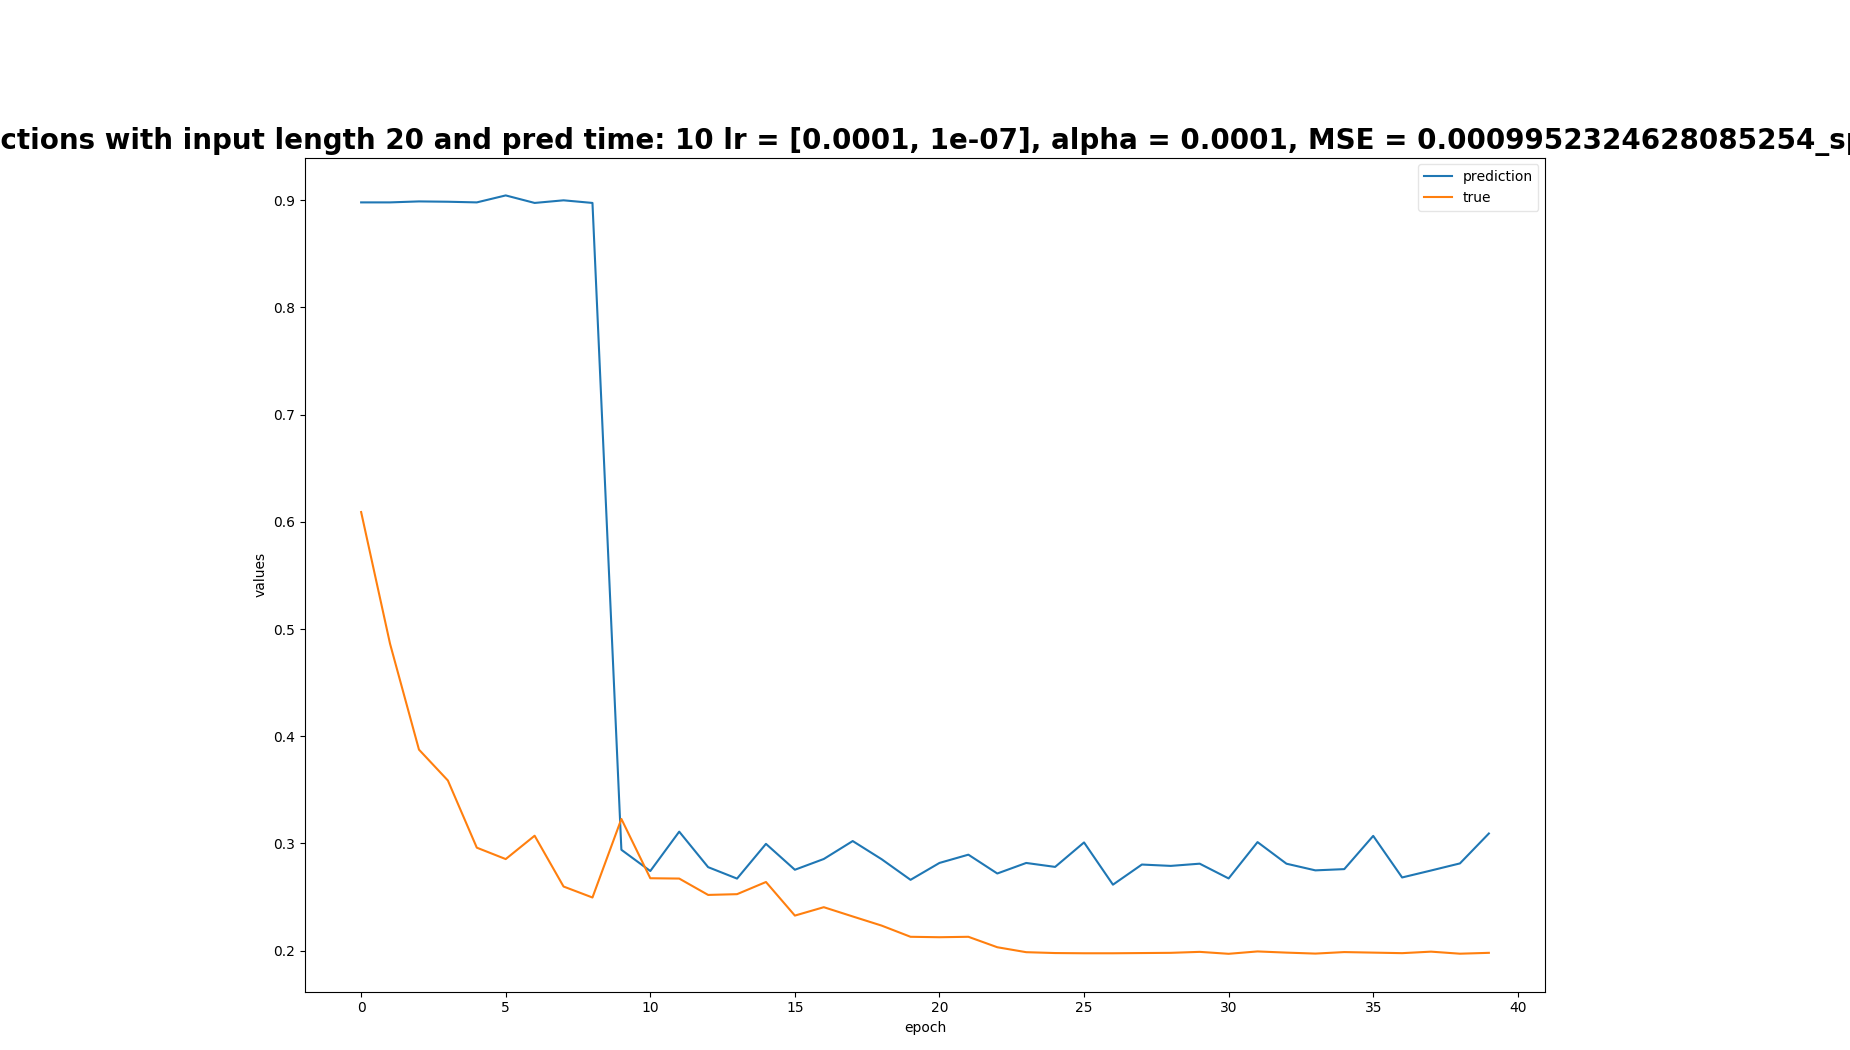 ctions with input length 20 and pred time: 10 lr = [0.0001, 1e-07], alpha = 0.0001, MSE = 0.0009952324628085254_sp
prediction
true
0.9
0.8
0.7
0.6
0.5
0.4
0.3
0.2
values
0 5 10 15 20 25 30 35 40
epoch